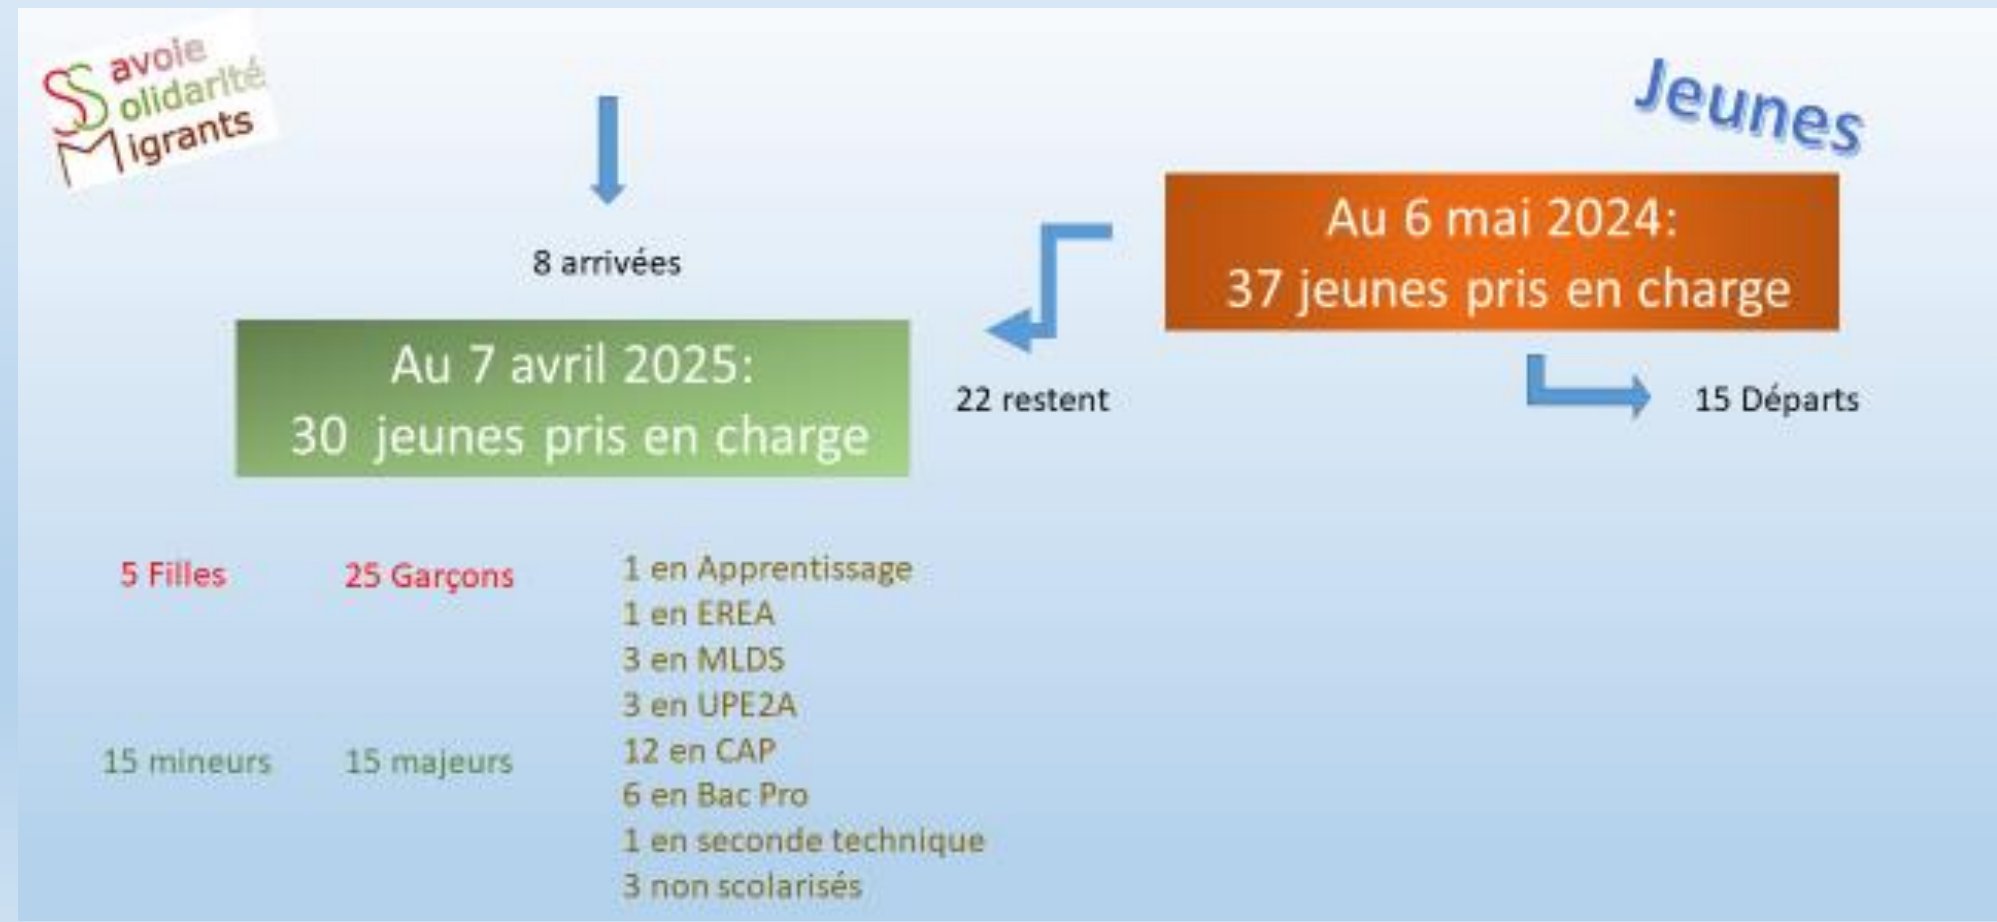 Savoie
Solidarité
Migrants
Jeunes
Au 6 mai 2024:
37 jeunes pris en charge
8 arrivées
Au 7 avril 2025:
30 jeunes pris en charge
22 restent
15 Départs
5 Filles
25 Garçons
15 mineurs
15 majeurs
1 en Apprentissage
1 en EREA
3 en MLDS
3 en UPE2A
12 en CAP
6 en Bac Pro
1 en seconde technique
3 non scolarisés